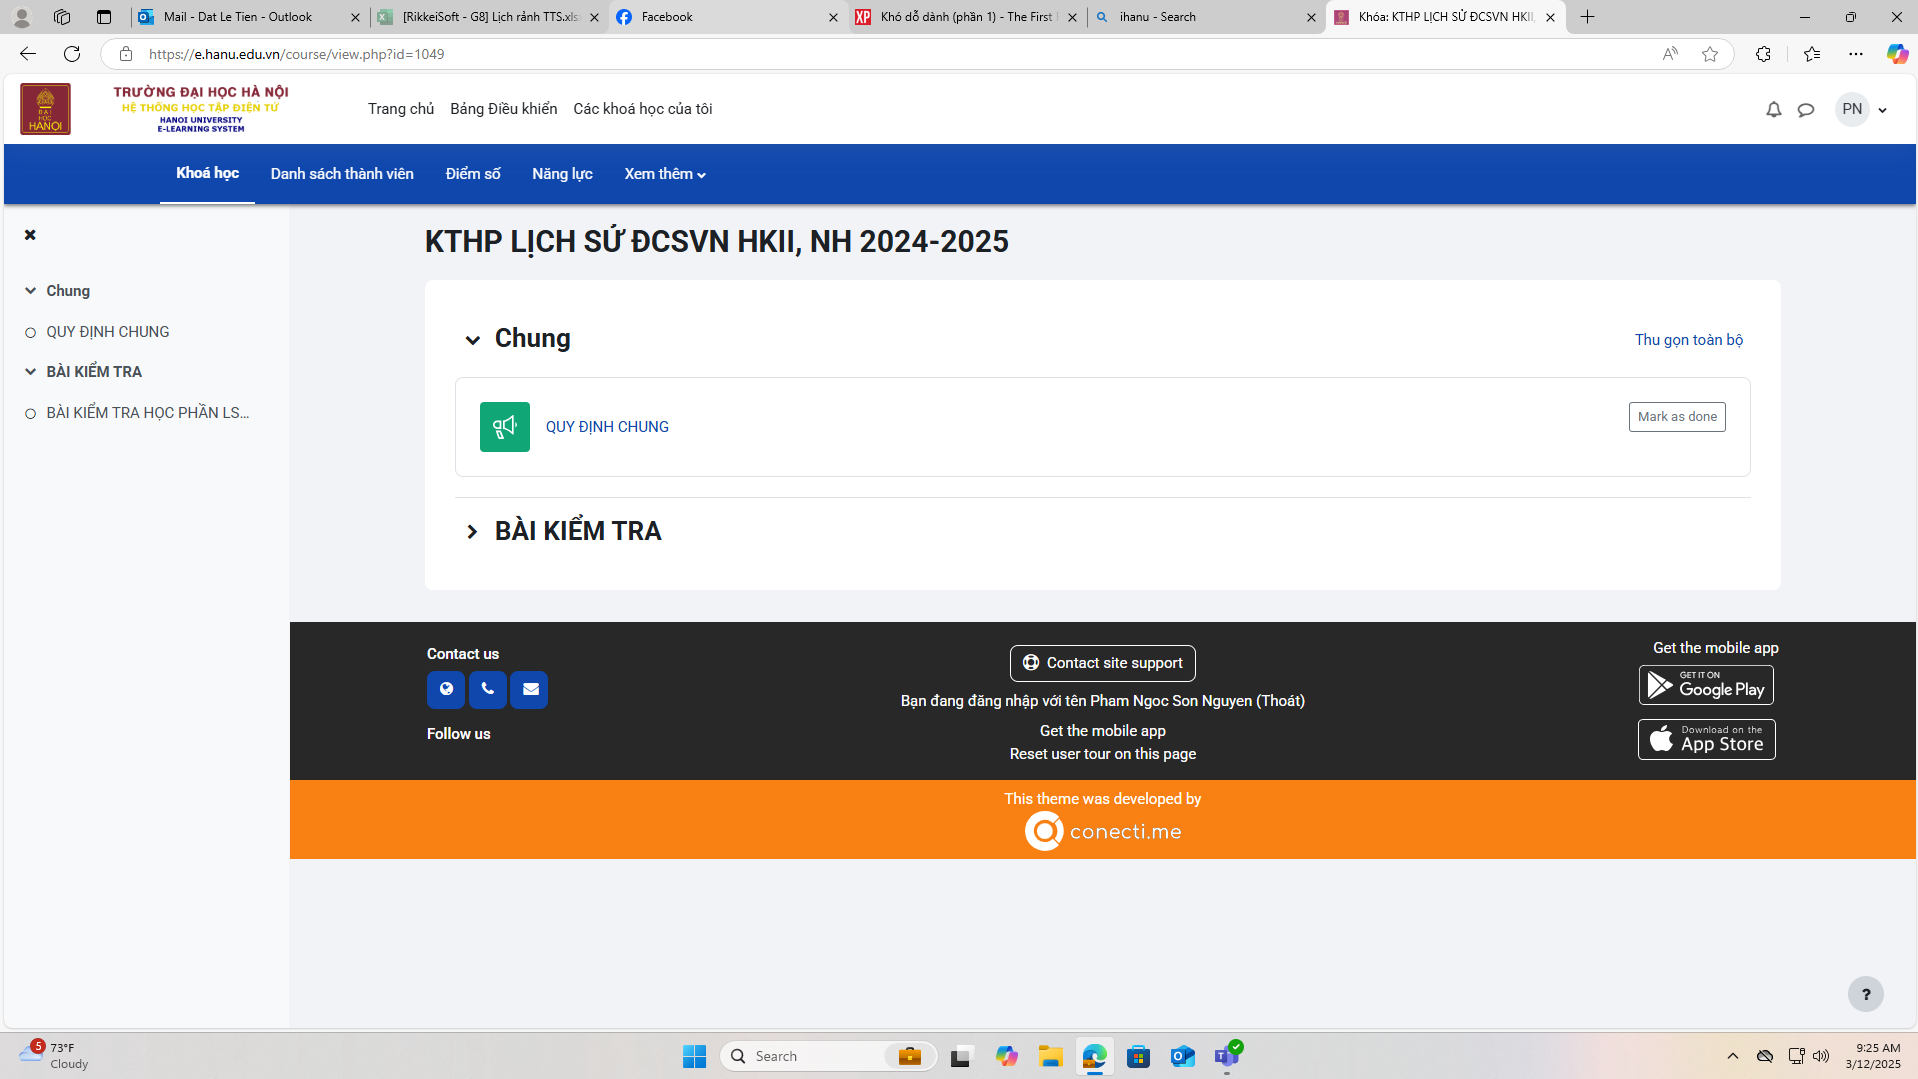 Mail - Dat Le Tien - Outlook
[RikkeiSoft - G8] Lịch rảnh TTS.xls
Facebook
Khó dỗ dành (phần 1) - The First
ihanu - Search
Khóa: KTHP LỊCH SỬ ĐCSVN HKII,
https://e.hanu.edu.vn/course/view.php?id=1049
ĐẠI HỌC HANOI
TRƯỜNG ĐẠI HỌC HÀ NỘI
HỆ THỐNG HỌC TẬP ĐIỆN TỬ
HANOI UNIVERSITY
E-LEARNING SYSTEM
Trang chủ
Bảng Điều khiển
Các khoá học của tôi
PN
Khoá học
Danh sách thành viên
Điểm số
Năng lực
Xem thêm
Chung
QUY ĐỊNH CHUNG
BÀI KIỂM TRA
BÀI KIỂM TRA HỌC PHẦN LS...
KTHP LỊCH SỬ ĐCSVN HKII, NH 2024-2025
Chung
Thu gọn toàn bộ
QUY ĐỊNH CHUNG
Mark as done
BÀI KIỂM TRA
Contact us
Follow us
Contact site support
Bạn đang đăng nhập với tên Pham Ngoc Son Nguyen (Thoát)
Get the mobile app
Reset user tour on this page
Get the mobile app
GET IT ON
Google Play
Download on the
App Store
This theme was developed by
conecti.me
?
5
73°F
Cloudy
Search
9:25 AM
3/12/2025